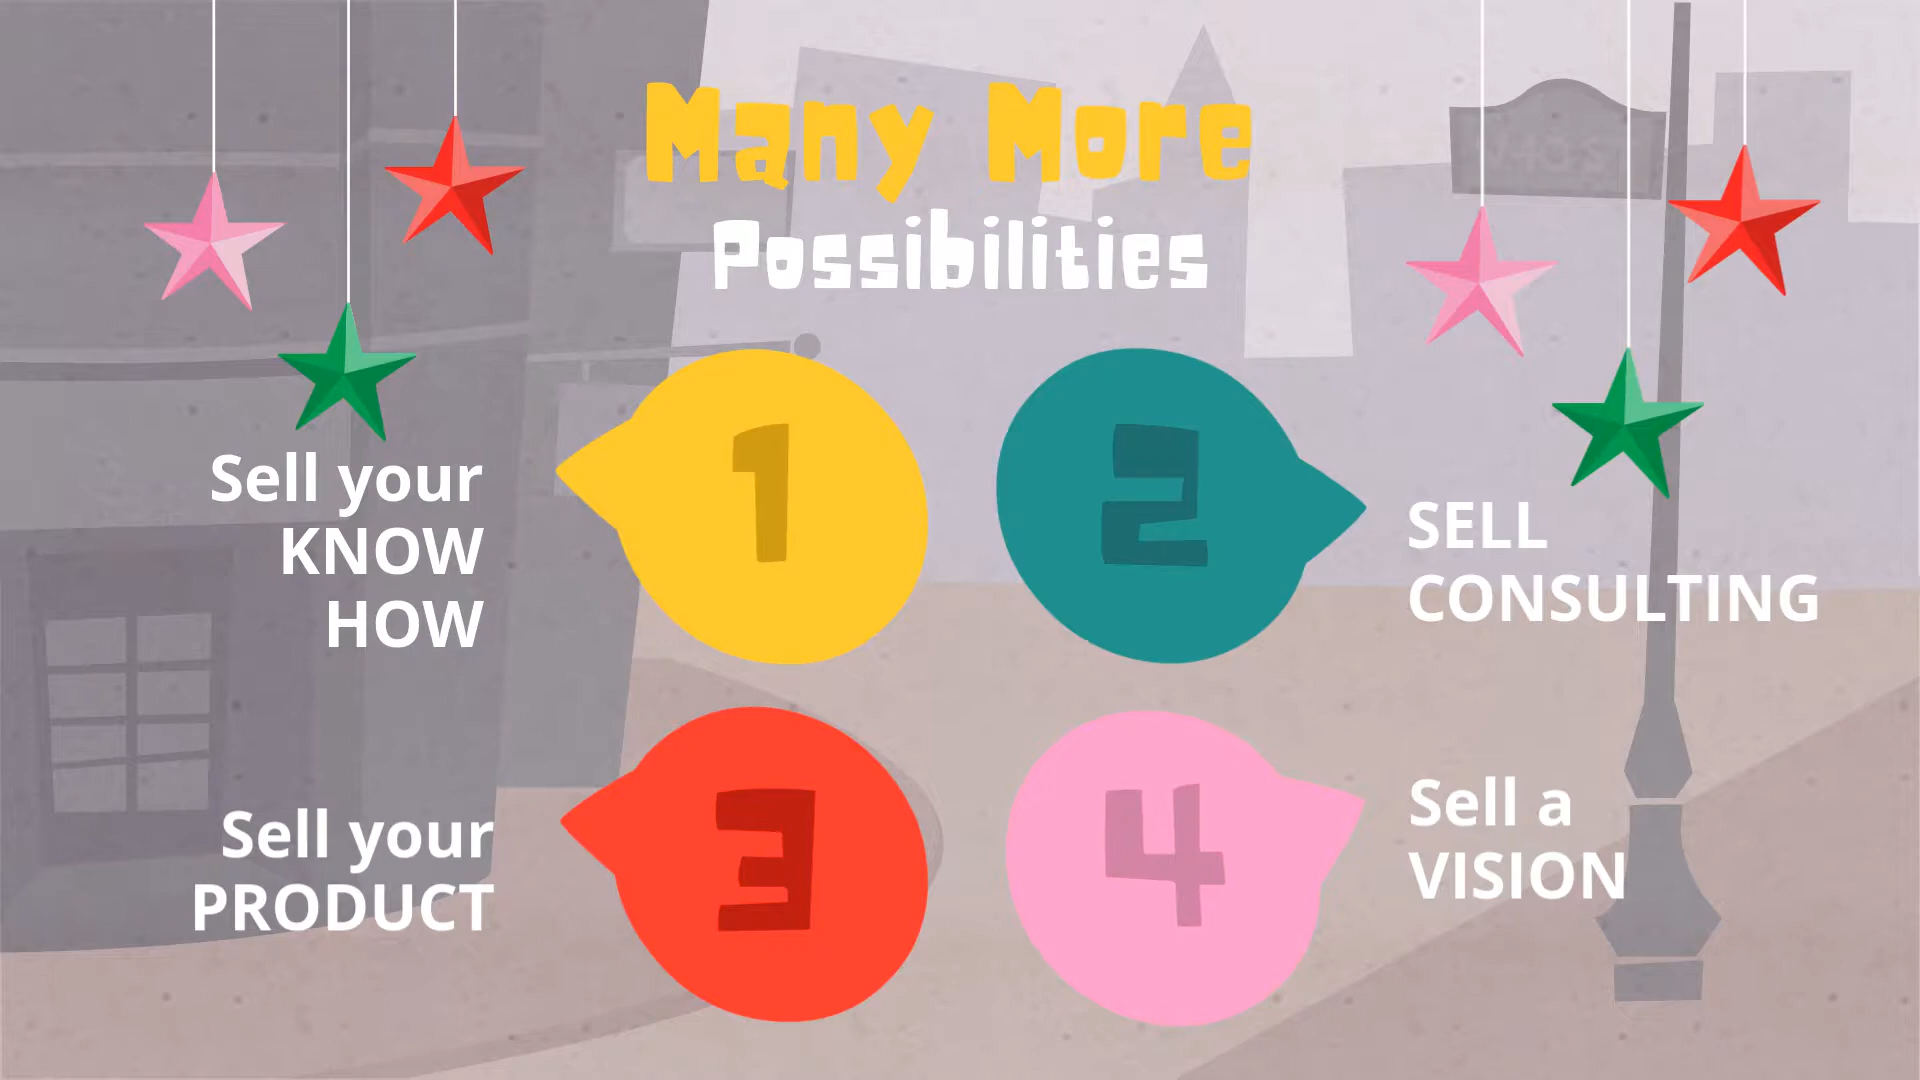 Many More
Possibilities
1
Sell your
KNOW
HOW
2
SELL
CONSULTING
3
Sell your
PRODUCT
4
Sell a
VISION